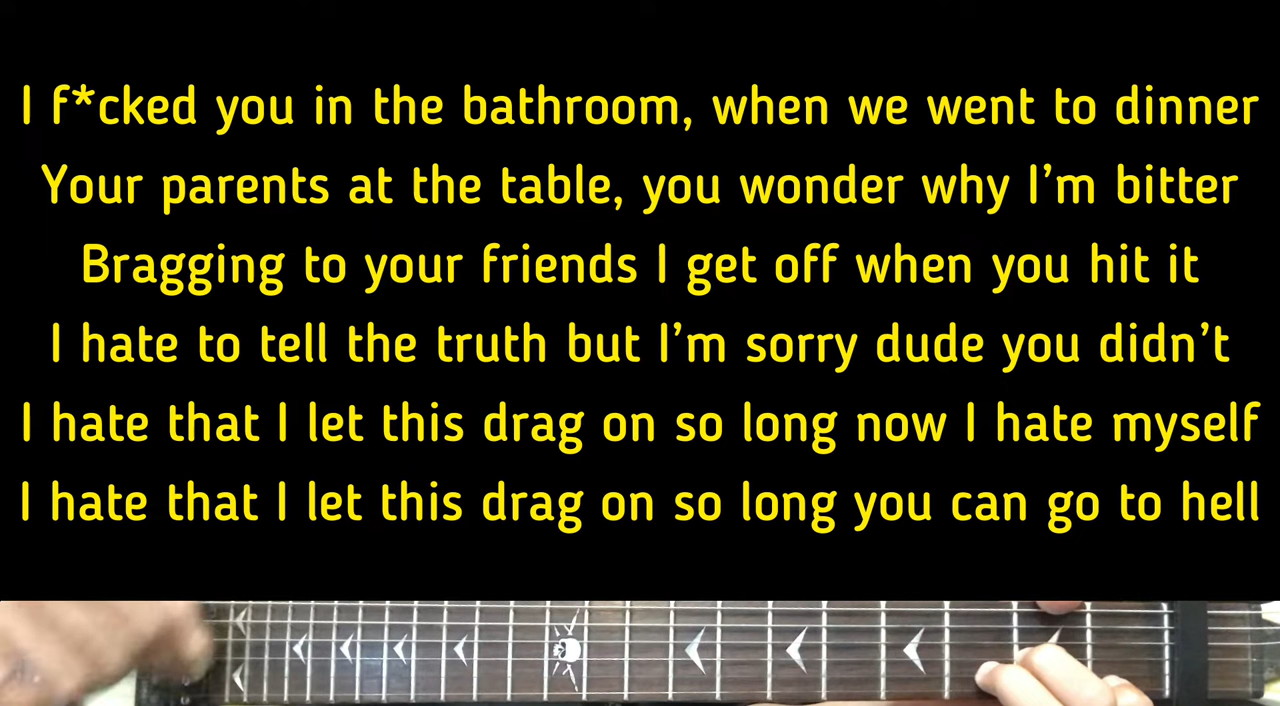 I f*cked you in the bathroom, when we went to dinner
Your parents at the table, you wonder why I’m bitter
Bragging to your friends I get off when you hit it
I hate to tell the truth but I’m sorry dude you didn’t
I hate that I let this drag on so long now I hate myself
I hate that I let this drag on so long you can go to hell